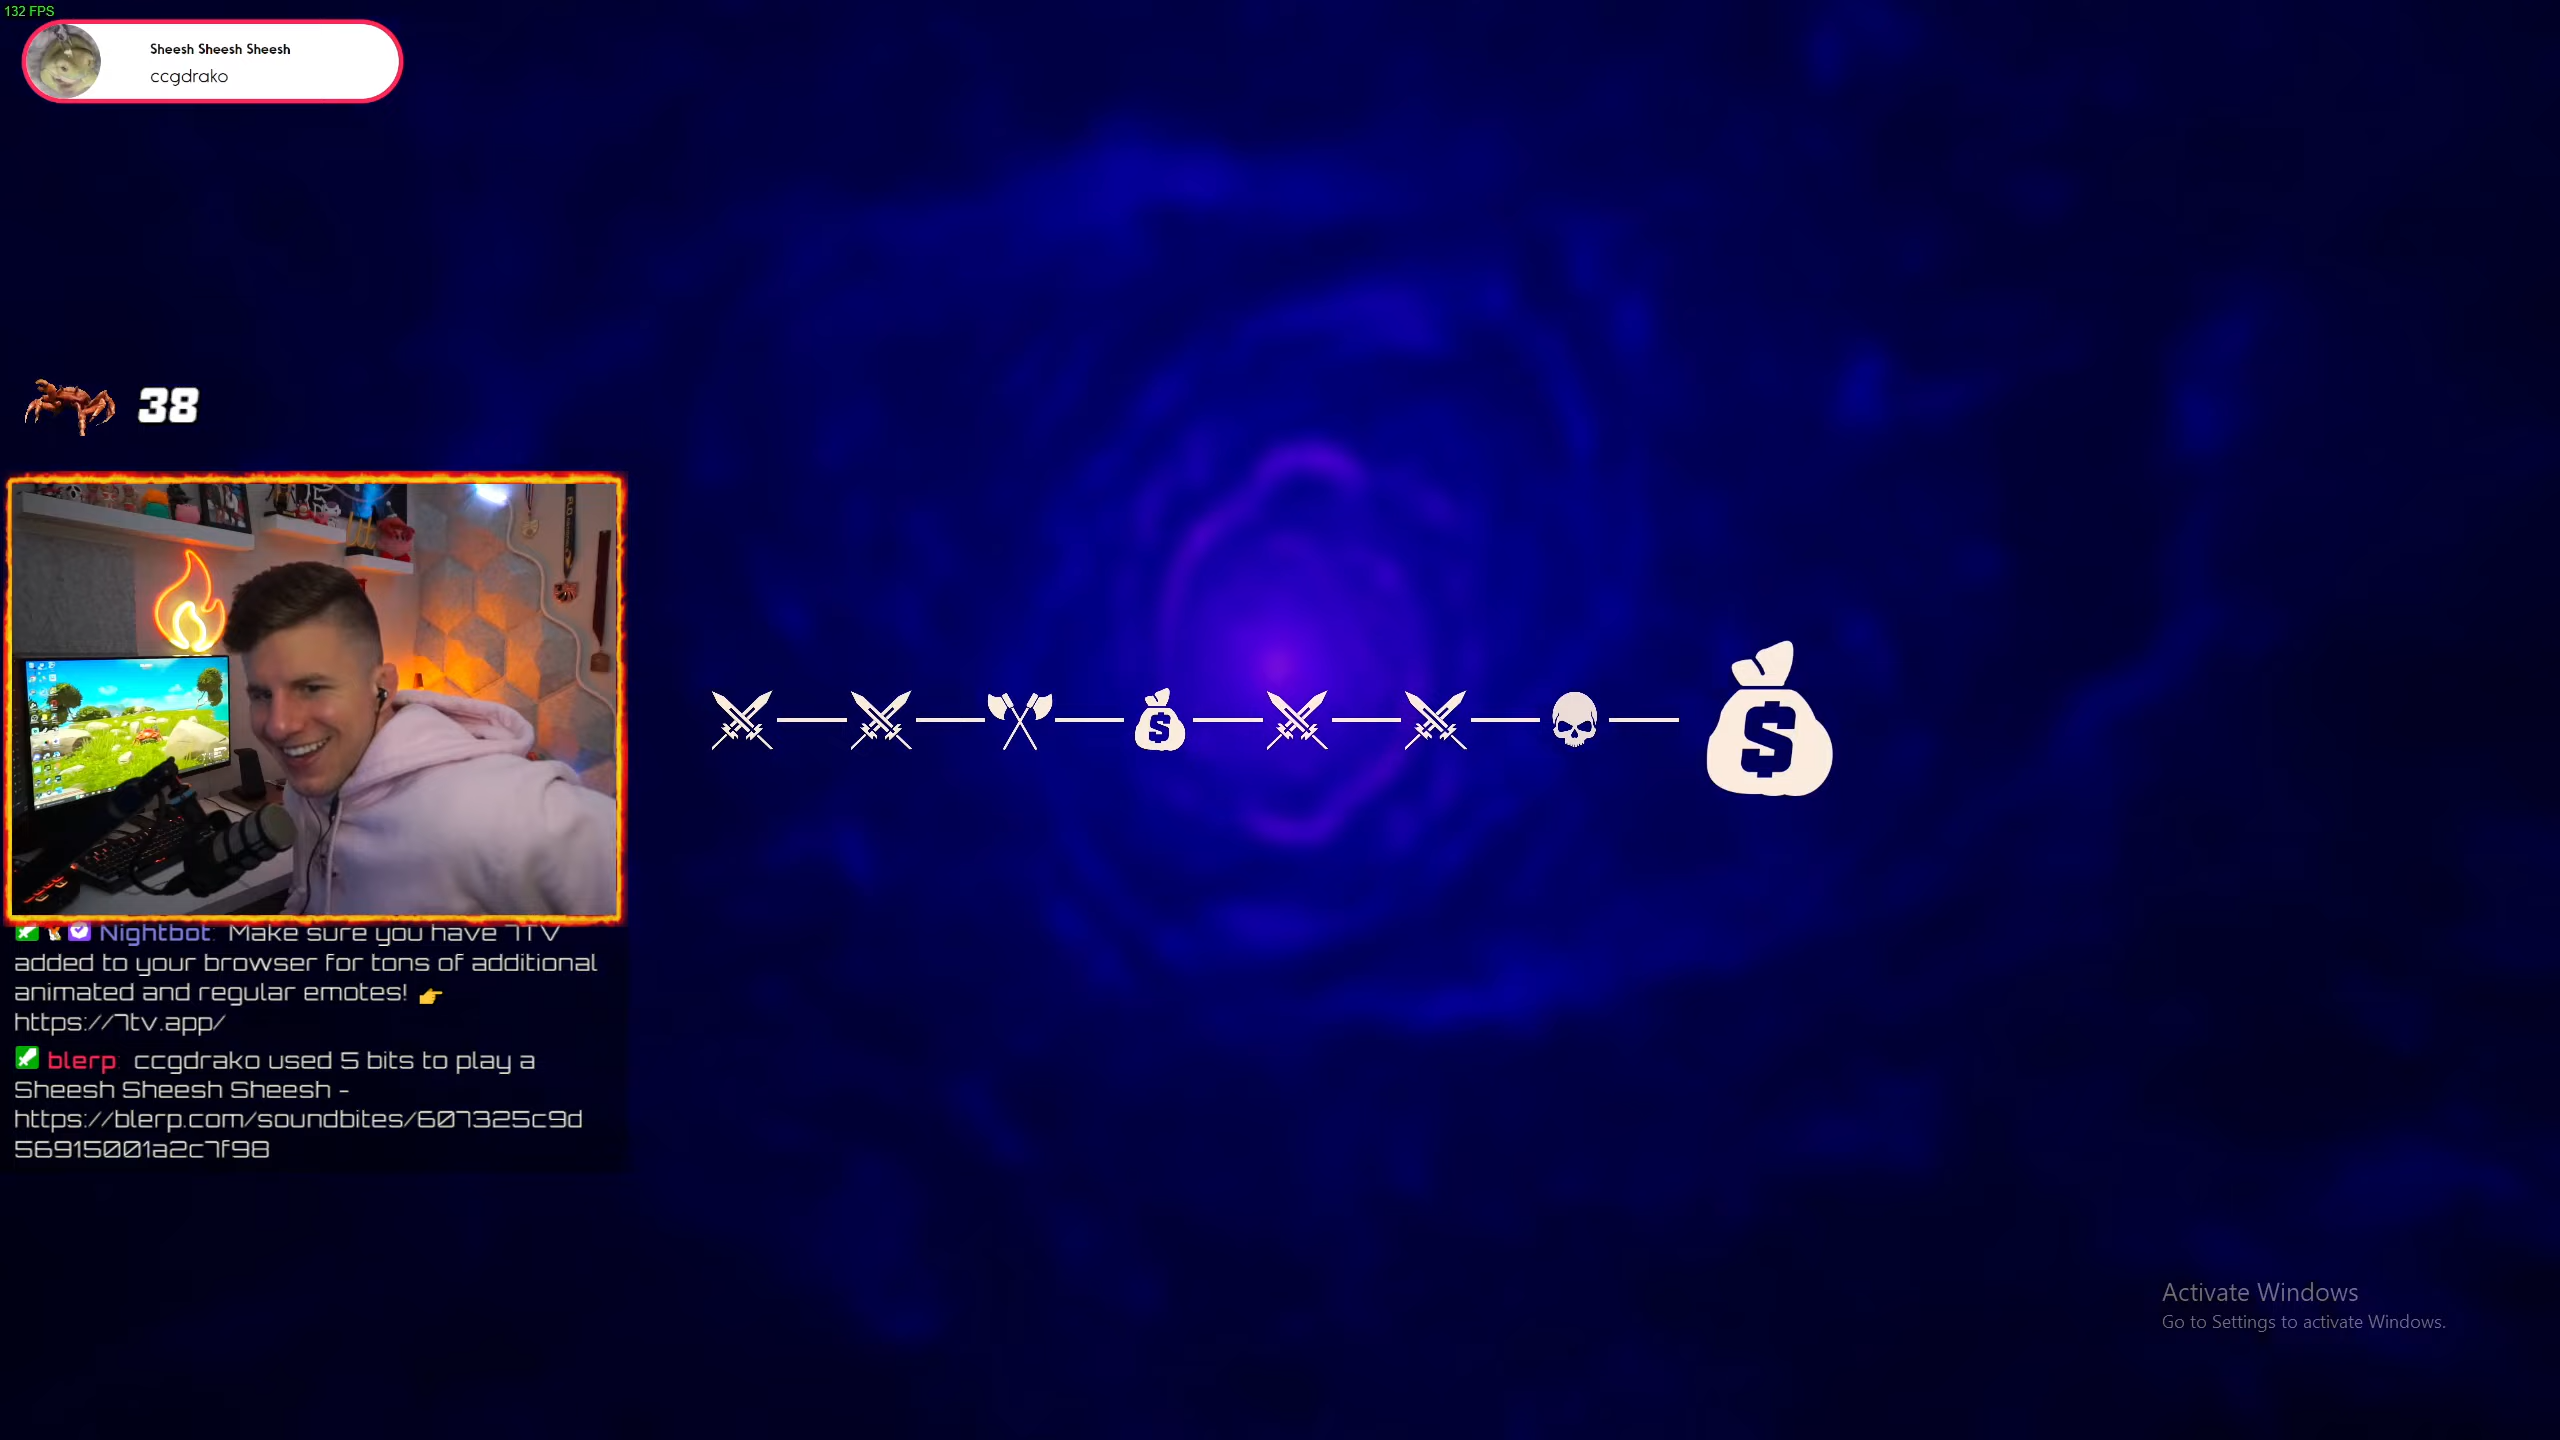 132 FPS
Sheesh Sheesh Sheesh
ccgdrako
38
Nightbot: Make sure you have 7TV
added to your browser for tons of additional
animated and regular emotes! 👉
https://7tv.app/
blerp: ccgdrako used 5 bits to play a
Sheesh Sheesh Sheesh -
https://blerp.com/soundbites/607325c9d
56915001a2c7f98
$
$
Activate Windows
Go to Settings to activate Windows.